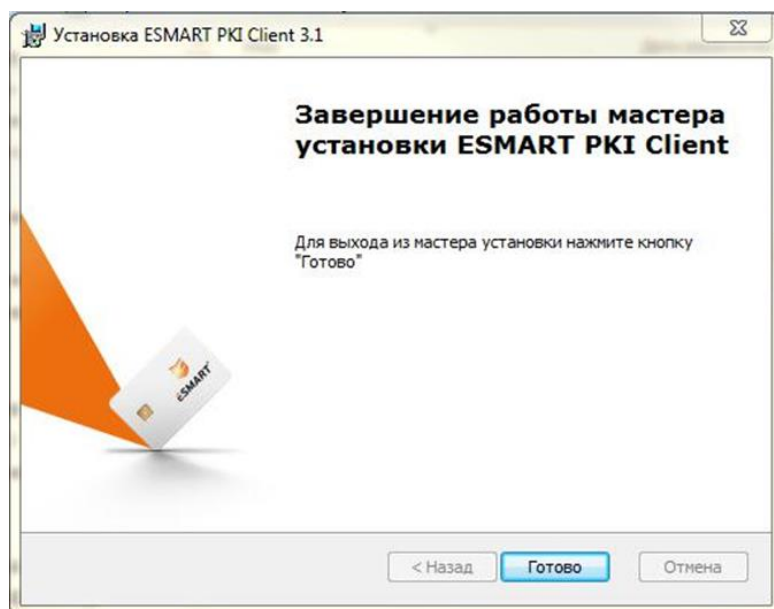 Установка ESMART PKI Client 3.1
Завершение работы мастера
установки ESMART PKI Client
Для выхода из мастера установки нажмите кнопку
"Готово"
ESMART
< Назад
Готово
Отмена